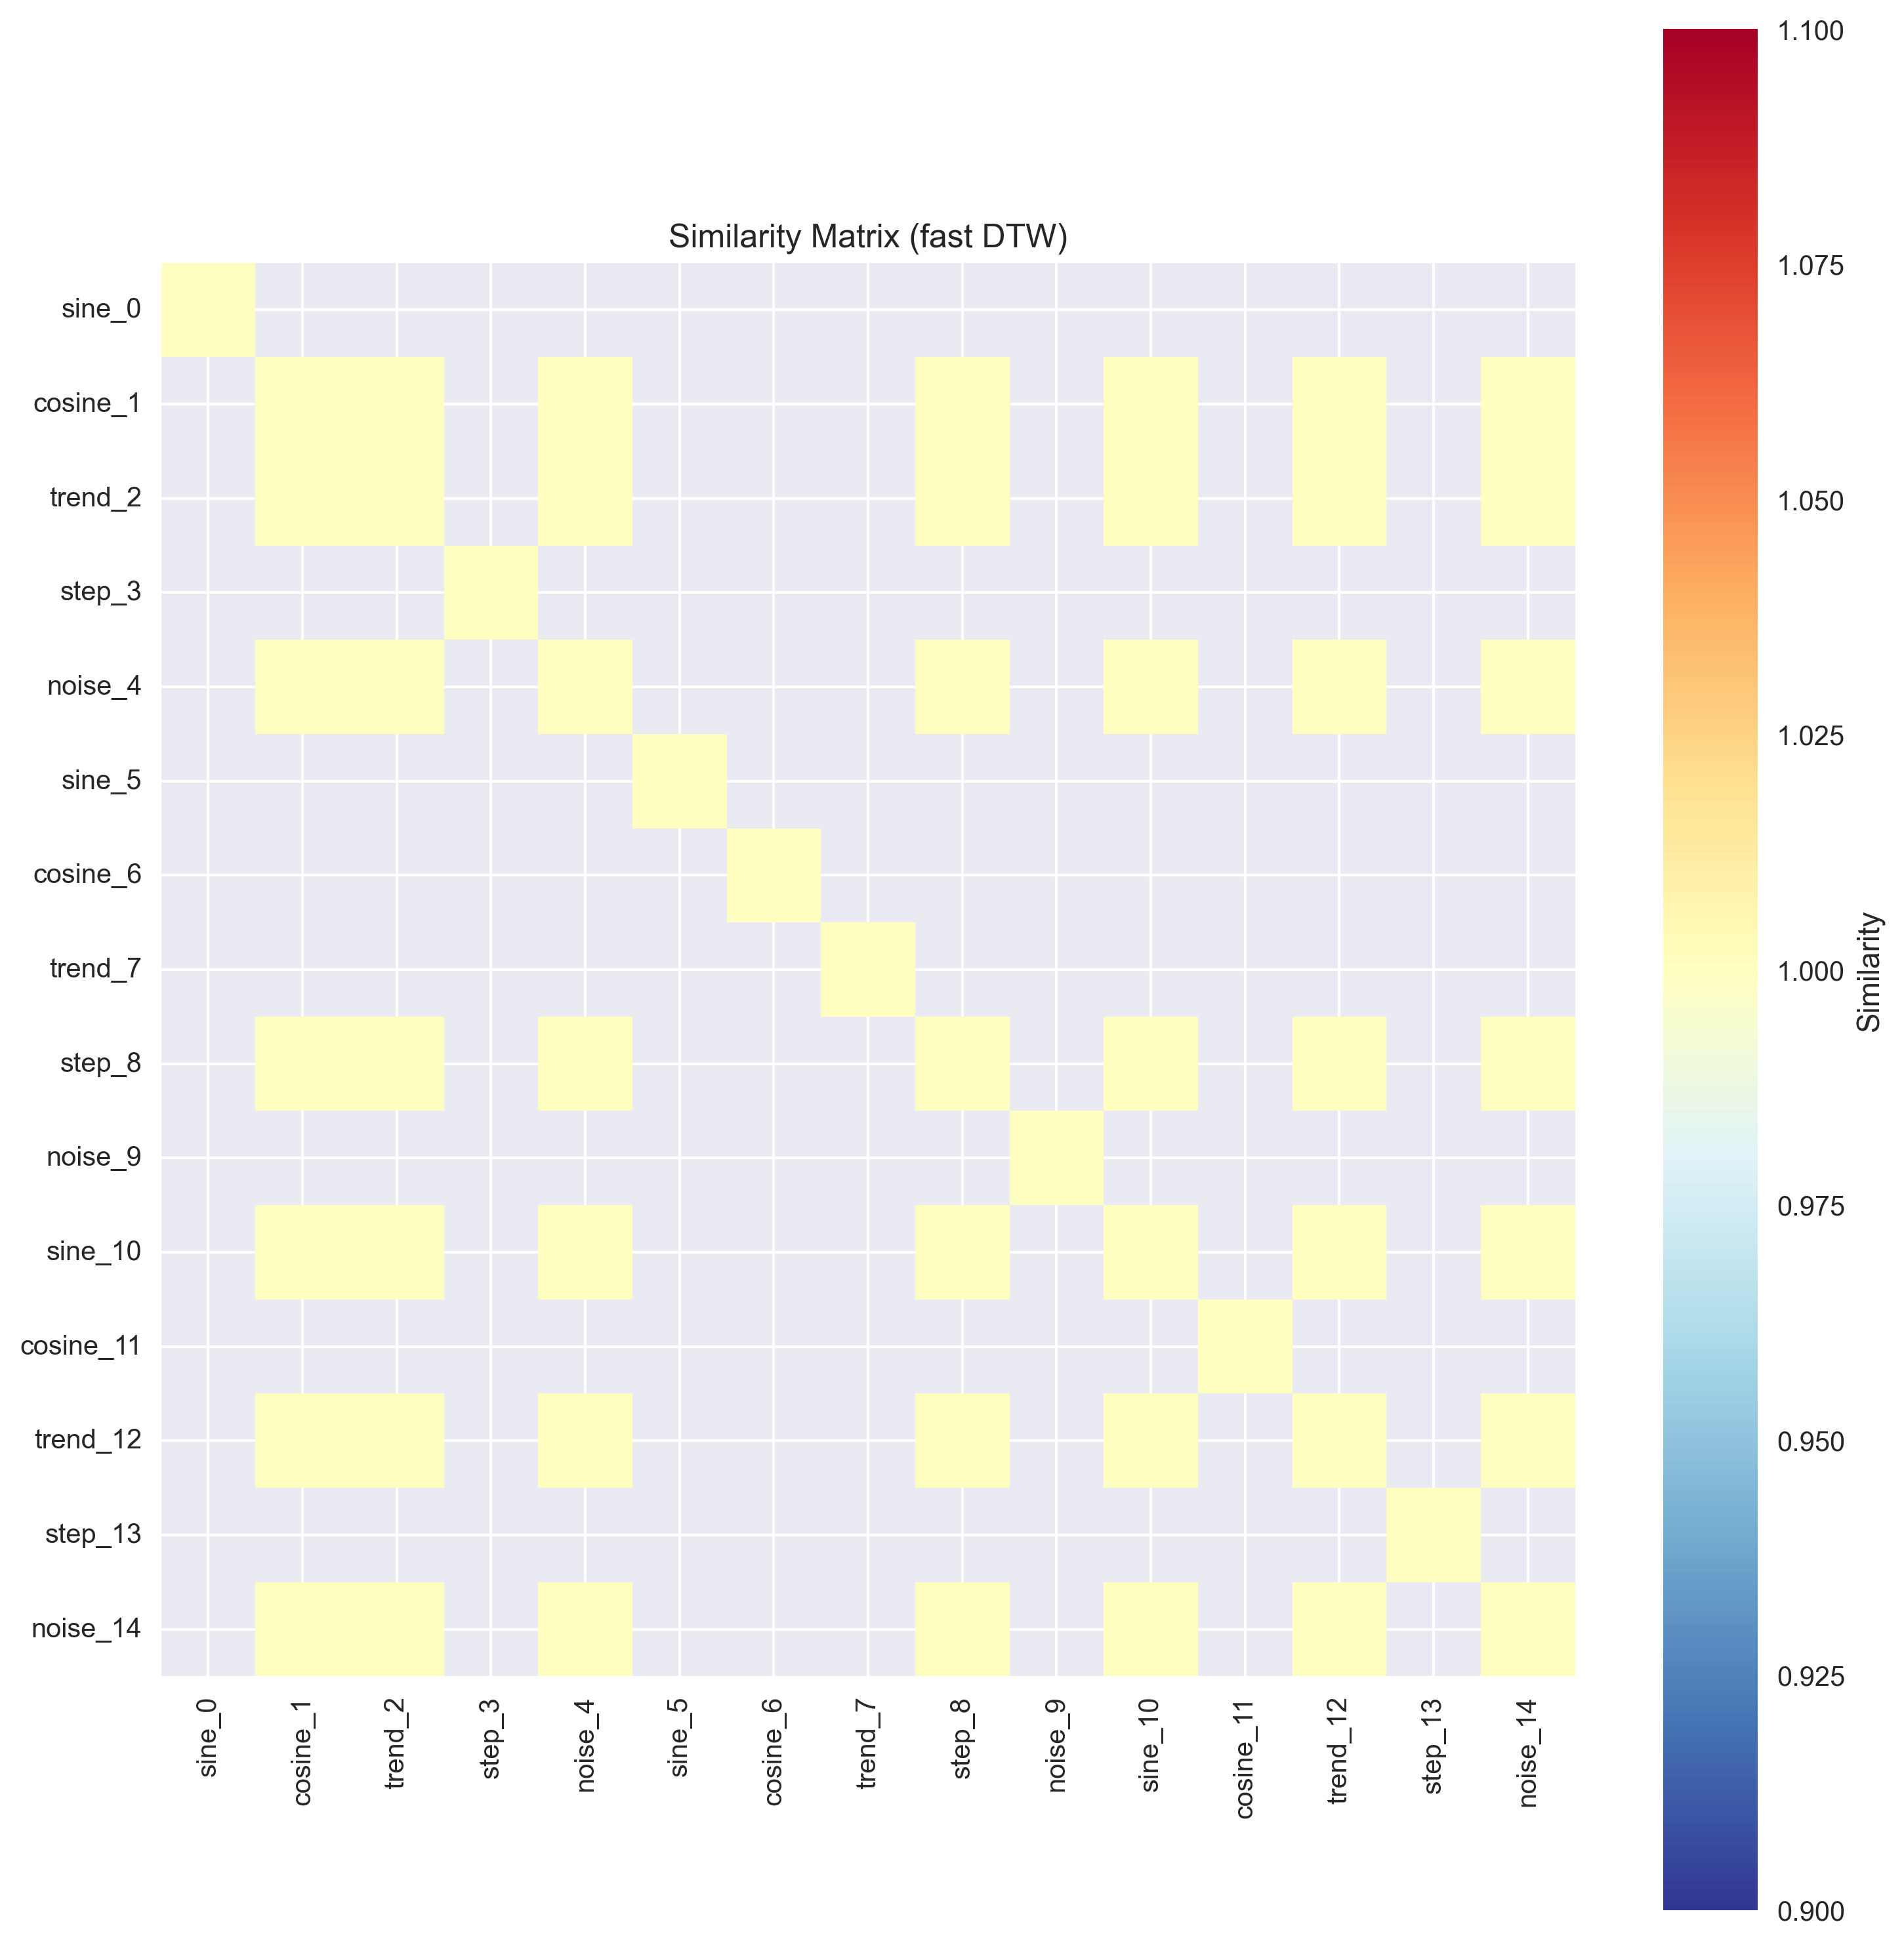 Similarity Matrix (fast DTW)
sine_0
cosine_1
trend_2
step_3
noise_4
sine_5
cosine_6
trend_7
step_8
noise_9
sine_10
cosine_11
trend_12
step_13
noise_14
sine_0
cosine_1
trend_2
step_3
noise_4
sine_5
cosine_6
trend_7
step_8
noise_9
sine_10
cosine_11
trend_12
step_13
noise_14
1.100
1.075
1.050
1.025
1.000
0.975
0.950
0.925
0.900
Similarity